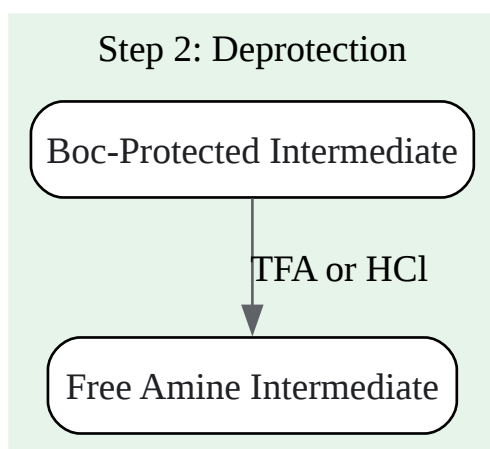 Step 2: Deprotection
Boc-Protected Intermediate
TFA or HCl
Free Amine Intermediate